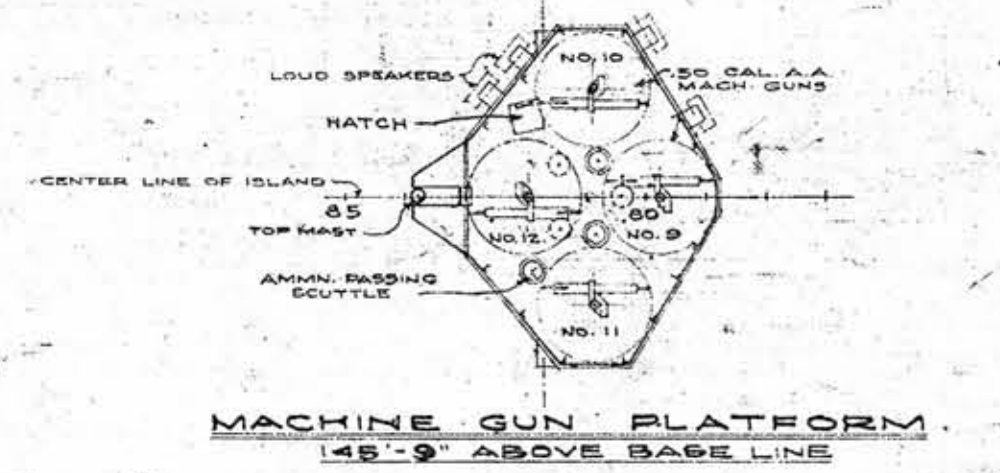 NO. 10
LOUD SPEAKERS
.50 CAL. A.A.
MACH. GUNS
HATCH
CENTER LINE OF ISLAND
85
80
TOP MAST
NO. 12.
NO. 9
AMMN. PASSING
SCUTTLE
NO. 11
MACHINE GUN PLATFORM
145'-9" ABOVE BASE LINE